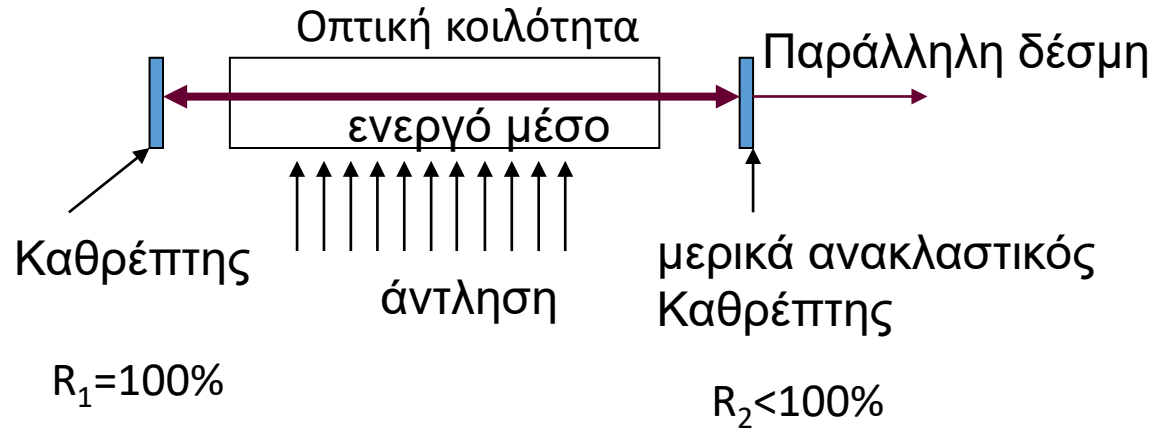 Οπτική κοιλότητα
Παράλληλη δέσμη
ενεργό μέσο
Καθρέπτης
άντληση
μερικά ανακλαστικός
Καθρέπτης
R₁=100%
R₂<100%